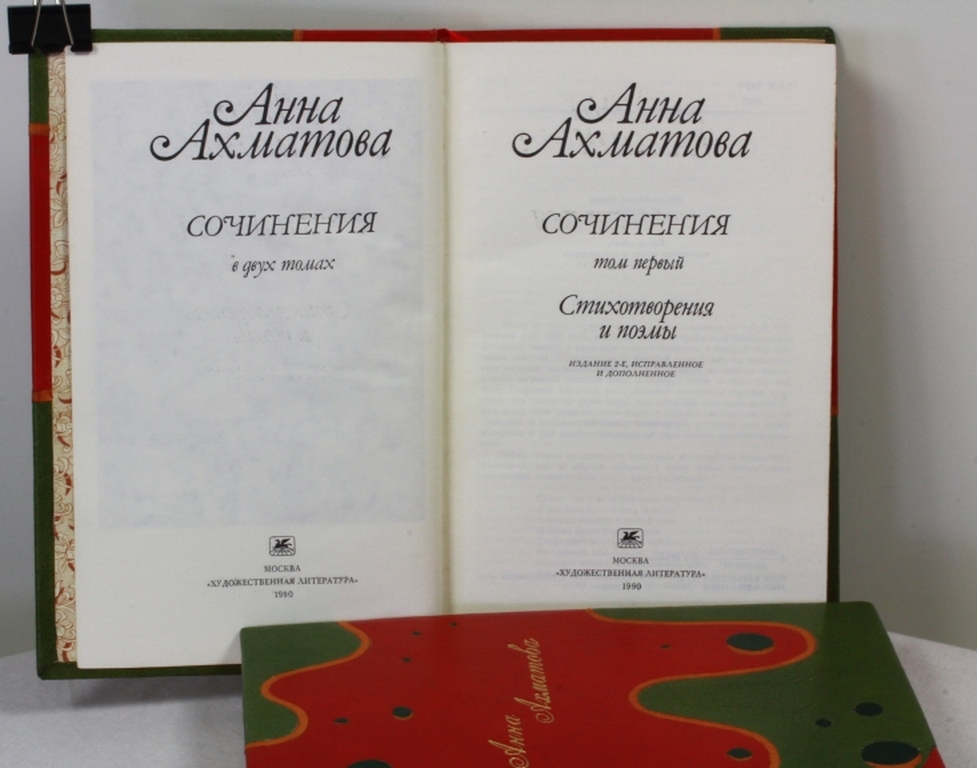 Анна
Ахматова
СОЧИНЕНИЯ
в двух томах
МОСКВА
«ХУДОЖЕСТВЕННАЯ ЛИТЕРАТУРА»
1990
Анна
Ахматова
СОЧИНЕНИЯ
том первый
Стихотворения
и поэмы
ИЗДАНИЕ 2-Е, ИСПРАВЛЕННОЕ
И ДОПОЛНЕННОЕ
МОСКВА
«ХУДОЖЕСТВЕННАЯ ЛИТЕРАТУРА»
1990
Анна
Ахматова